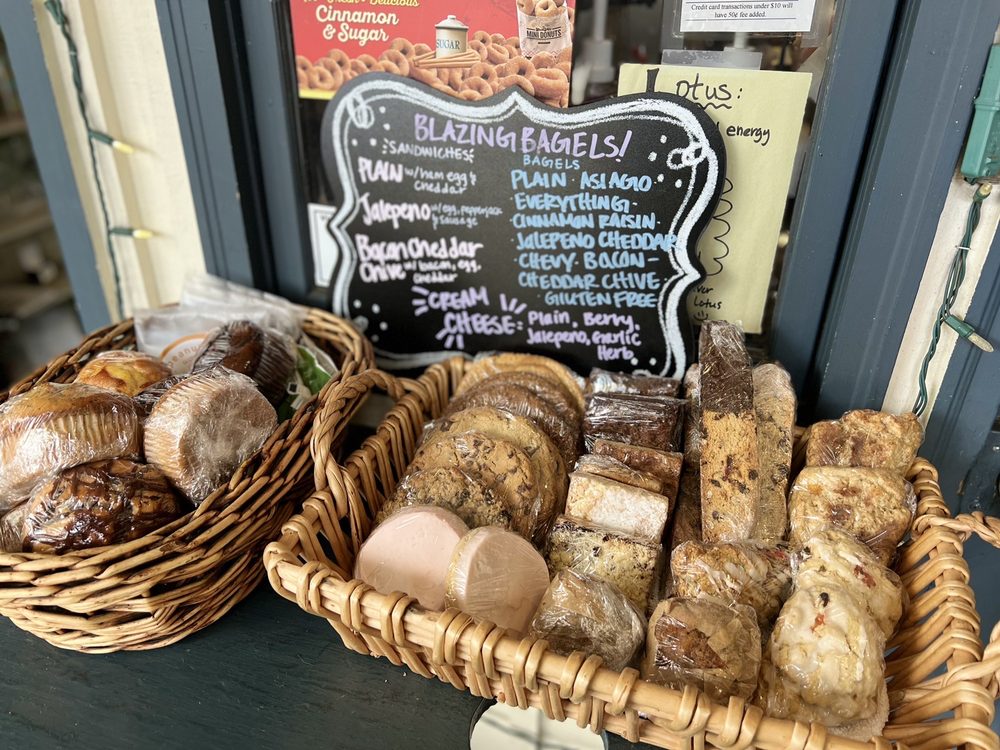 Delicious
Cinnamon
& Sugar
SUGAR
MINI DONUTS
Credit card transactions under $10 will
have 50¢ fee added.
Lotus:
energy
Lotus
BLAZING BAGELS!
SANDWICHES
PLAIN w/ ham egg &
cheddar
Jalepeno w/ egg, pepperjack
& sausage
Bacon Cheddar
Chive w/ bacon, egg,
cheddar
CREAM
CHEESE:
Plain, Berry,
Jalepeno, Garlic
Herb
BAGELS
PLAIN · ASIAGO ·
EVERYTHING ·
· CINNAMON RAISIN ·
· JALEPENO CHEDDAR
· CHEVY · BACON ·
· CHEDDAR CHIVE
· GLUTEN FREE